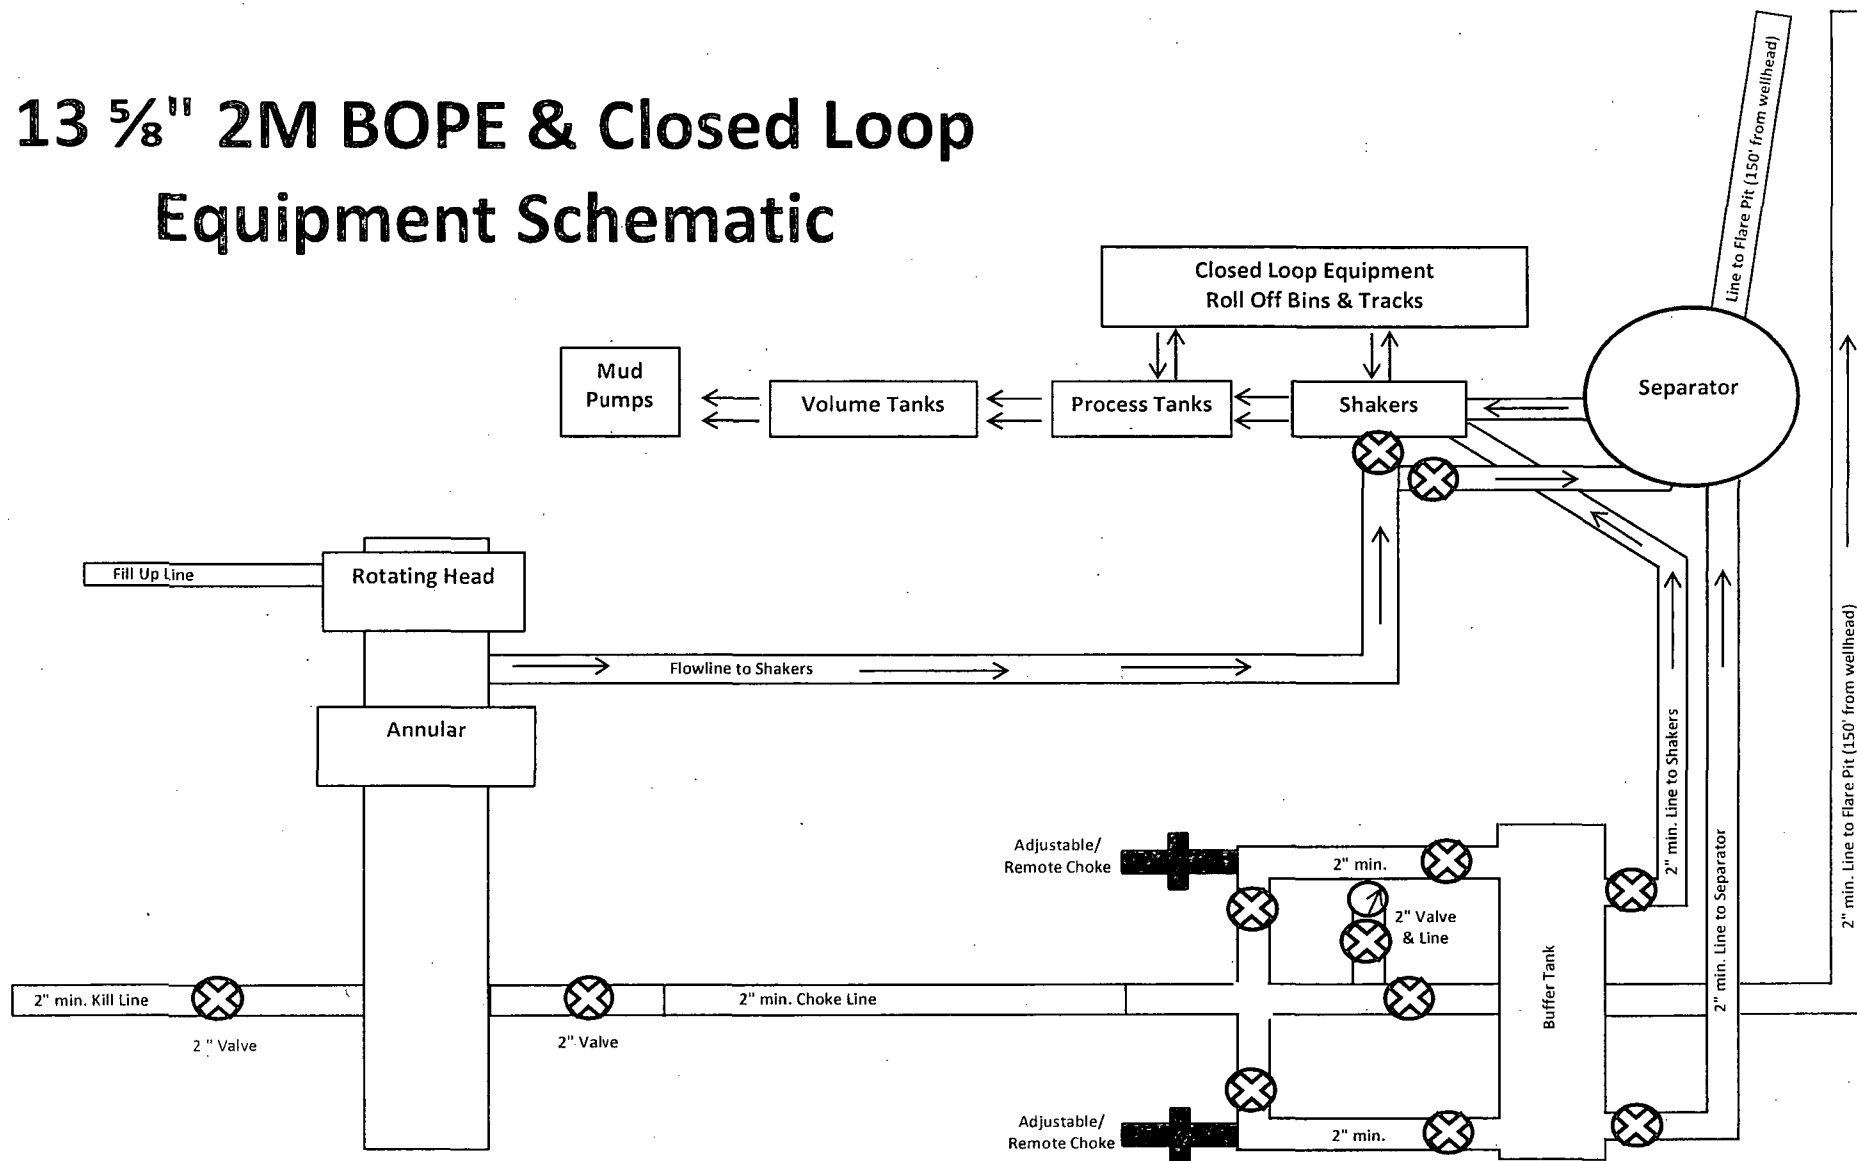 13 ⅝" 2M BOPE & Closed Loop
Equipment Schematic
Line to Flare Pit (150' from wellhead)
Closed Loop Equipment
Roll Off Bins & Tracks
Mud
Pumps
Volume Tanks
Process Tanks
Shakers
Separator
Fill Up Line
Rotating Head
Flowline to Shakers
Annular
2" min. Line to Shakers
2" min. Line to Separator
2" min. Line to Flare Pit (150' from wellhead)
Adjustable/
Remote Choke
2" min.
2" Valve
& Line
Buffer Tank
2" min. Kill Line
2 " Valve
2" min. Choke Line
2" Valve
Adjustable/
Remote Choke
2" min.